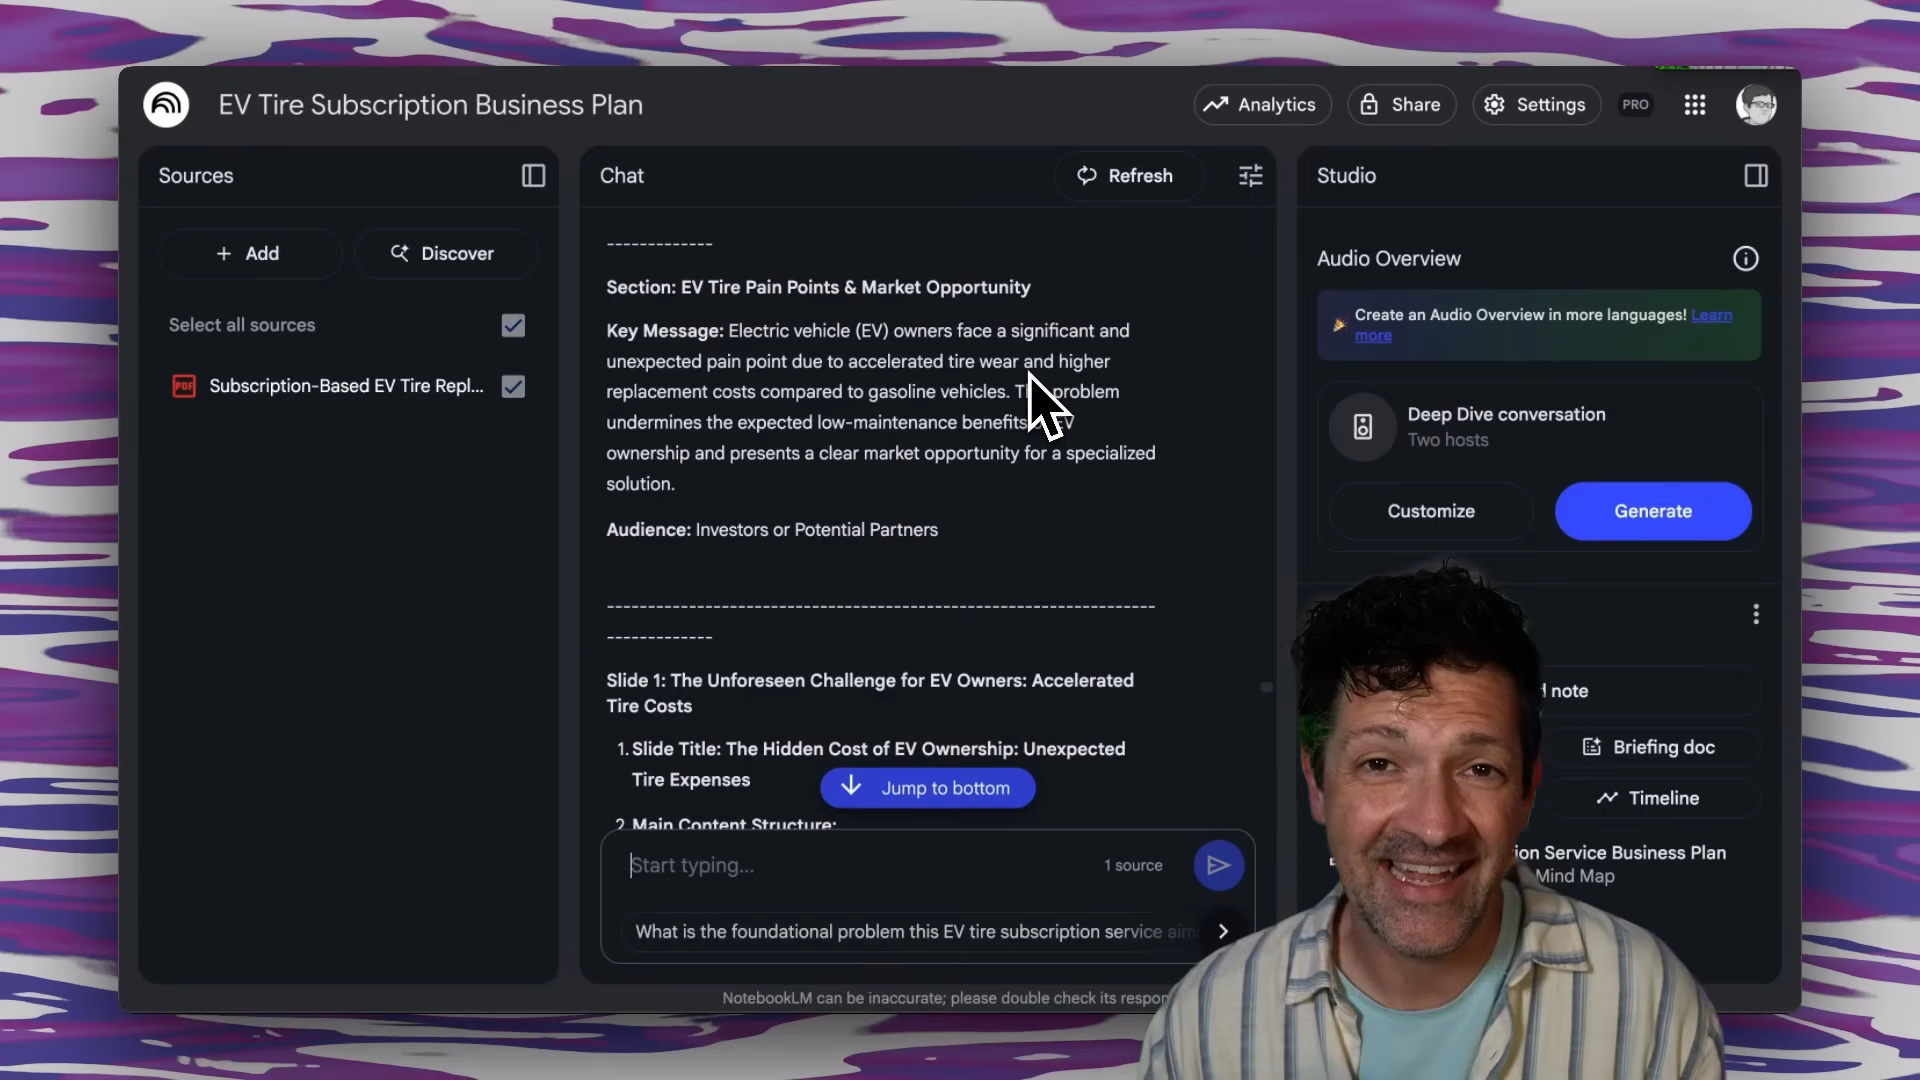 EV Tire Subscription Business Plan
Analytics
Share
Settings
PRO
Sources
Add
Discover
Select all sources
PDF
Subscription-Based EV Tire Repl...
Chat
Refresh
-------------
Section: EV Tire Pain Points & Market Opportunity
Key Message: Electric vehicle (EV) owners face a significant and
unexpected pain point due to accelerated tire wear and higher
replacement costs compared to gasoline vehicles. problem
undermines the expected low-maintenance benefits EV
ownership and presents a clear market opportunity for a specialized
solution.
Audience: Investors or Potential Partners
-------------------------------------------------------------------
-------------
Slide 1: The Unforeseen Challenge for EV Owners: Accelerated
Tire Costs
1. Slide Title: The Hidden Cost of EV Ownership: Unexpected
Tire Expenses
2. Main Content Structure:
Jump to bottom
Start typing...
1 source
What is the foundational problem this EV tire subscription service
NotebookLM can be inaccurate; please double check its
Studio
Audio Overview
Create an Audio Overview in more languages! Learn
more
Deep Dive conversation
Two hosts
Customize
Generate
note
Briefing doc
Timeline
Service Business Plan
Mind Map